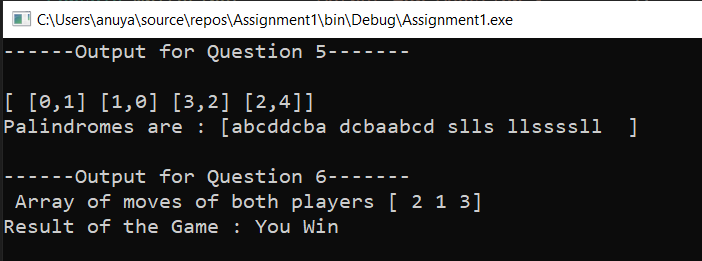 C:\Users\anuya\source\repos\Assignment1\bin\Debug\Assignment1.exe
------Output for Question 5-------
[ [0,1] [1,0] [3,2] [2,4]]
Palindromes are : [abcddcba dcbaabcd slls llssssll  ]
------Output for Question 6-------
 Array of moves of both players [ 2 1 3]
Result of the Game : You Win